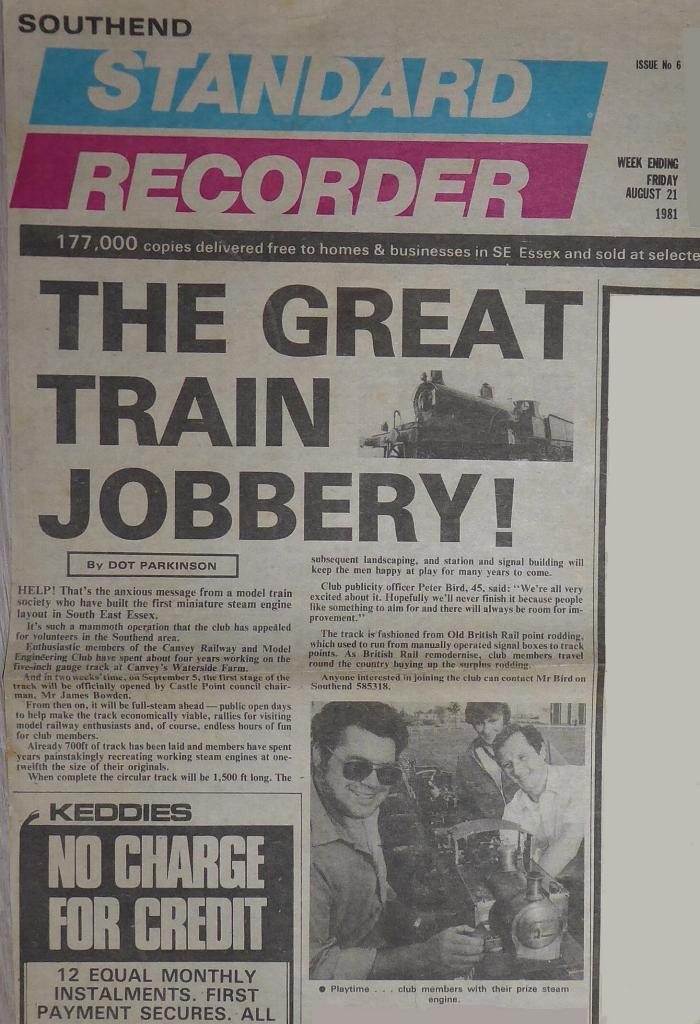 SOUTHEND
STANDARD
RECORDER
ISSUE No 6
WEEK ENDING
FRIDAY
AUGUST 21
1981
177,000 copies delivered free to homes & businesses in SE Essex and sold at selecte
THE GREAT
TRAIN
JOBBERY!
By DOT PARKINSON
HELP! That's the anxious message from a model train
society who have built the first miniature steam engine
layout in South East Essex.
It's such a mammoth operation that the club has appealed
for volunteers in the Southend area.
Enthusiastic members of the Canvey Railway and Model
Engineering Club have spent about four years working on the
five-inch gauge track at Canvey's Waterside Farm.
And in two weeks' time, on September 5, the first stage of the
track will be officially opened by Castle Point council chair-
man, Mr James Bowden.
From then on, it will be full-steam ahead — public open days
to help make the track economically viable, rallies for visiting
model railway enthusiasts and, of course, endless hours of fun
for club members.
Already 700ft of track has been laid and members have spent
years painstakingly recreating working steam engines at one-
twelfth the size of their originals.
When complete the circular track will be 1,500 ft long. The
subsequent landscaping, and station and signal building will
keep the men happy at play for many years to come.
Club publicity officer Peter Bird, 45, said: "We're all very
excited about it. Hopefully we'll never finish it because people
like something to aim for and there will always be room for im-
provement."
The track is fashioned from Old British Rail point rodding,
which used to run from manually operated signal boxes to track
points. As British Rail remodernise, club members travel
round the country buying up the surplus rodding.
Anyone interested in joining the club can contact Mr Bird on
Southend 585318.
● Playtime . . . club members with their prize steam
engine.
KEDDIES
NO CHARGE
FOR CREDIT
12 EQUAL MONTHLY
INSTALMENTS. FIRST
PAYMENT SECURES. ALL